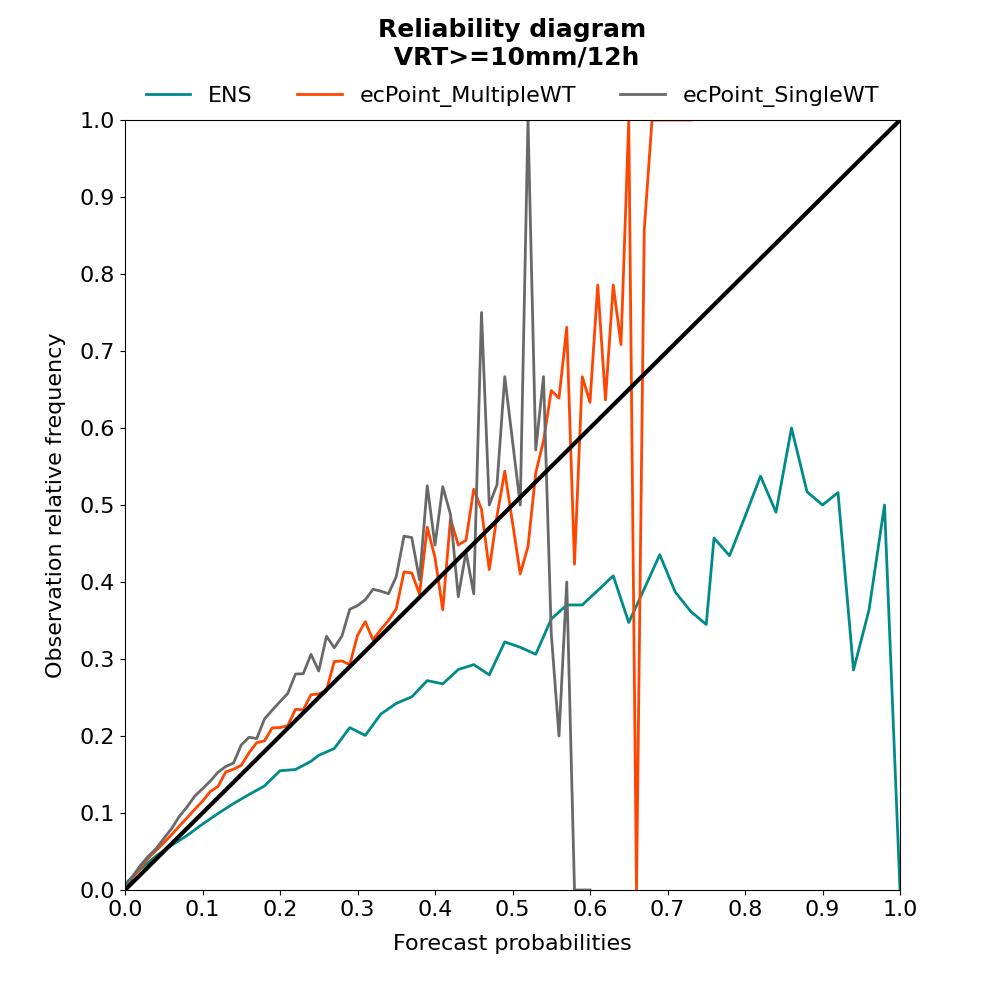 Reliability diagram
VRT>=10mm/12h
ENS ecPoint_MultipleWT ecPoint_SingleWT
1.0
0.9
0.8
0.7
0.6
0.5
0.4
0.3
0.2
0.1
0.0
Observation relative frequency
0.0 0.1 0.2 0.3 0.4 0.5 0.6 0.7 0.8 0.9 1.0
Forecast probabilities